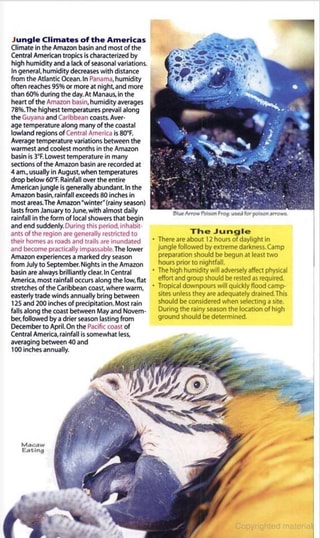 Jungle Climates of the Americas
Climate in the Amazon basin and most of the
Central American tropics is characterized by
high humidity and a lack of seasonal variations.
In general, humidity decreases with distance
from the Atlantic Ocean. In Panama, humidity
often reaches 95% or more at night, and more
than 60% during the day. At Manaus, in the
heart of the Amazon basin, humidity averages
78%. The highest temperatures prevail along
the Guyana and Caribbean coasts. Aver-
age temperature along many of the coastal
lowland regions of Central America is 80°F.
Average temperature variations between the
warmest and coolest months in the Amazon
basin is 3°F. Lowest temperature in many
sections of the Amazon basin are recorded at
4 am., usually in August, when temperatures
drop below 60°F. Rainfall over the entire
American jungle is generally abundant. In the
Amazon basin, rainfall exceeds 80 inches in
most areas. The Amazon "winter" (rainy season)
lasts from January to June, with almost daily
rainfall in the form of local showers that begin
and end suddenly. During this period, inhabit-
ants of the region are generally restricted to
their homes as roads and trails are inundated
and become practically impassable. The lower
Amazon experiences a marked dry season
from July to September. Nights in the Amazon
basin are always brilliantly clear. In Central
America, most rainfall occurs along the low, flat
stretches of the Caribbean coast, where warm,
easterly trade winds annually bring between
125 and 200 inches of precipitation. Most rain
falls along the coast between May and Novem-
ber, followed by a drier season lasting from
December to April. On the Pacific coast of
Central America, rainfall is somewhat less,
averaging between 40 and
100 inches annually.
Blue Arrow Poison Frog: used for poison arrows.
The Jungle
• There are about 12 hours of daylight in
jungle followed by extreme darkness. Camp
preparation should be begun at least two
hours prior to nightfall.
• The high humidity will adversely affect physical
effort and group should be rested as required.
• Tropical downpours will quickly flood camp-
sites unless they are adequately drained. This
should be considered when selecting a site.
During the rainy season the location of high
ground should be determined.
Macaw
Eating
Copyrighted material